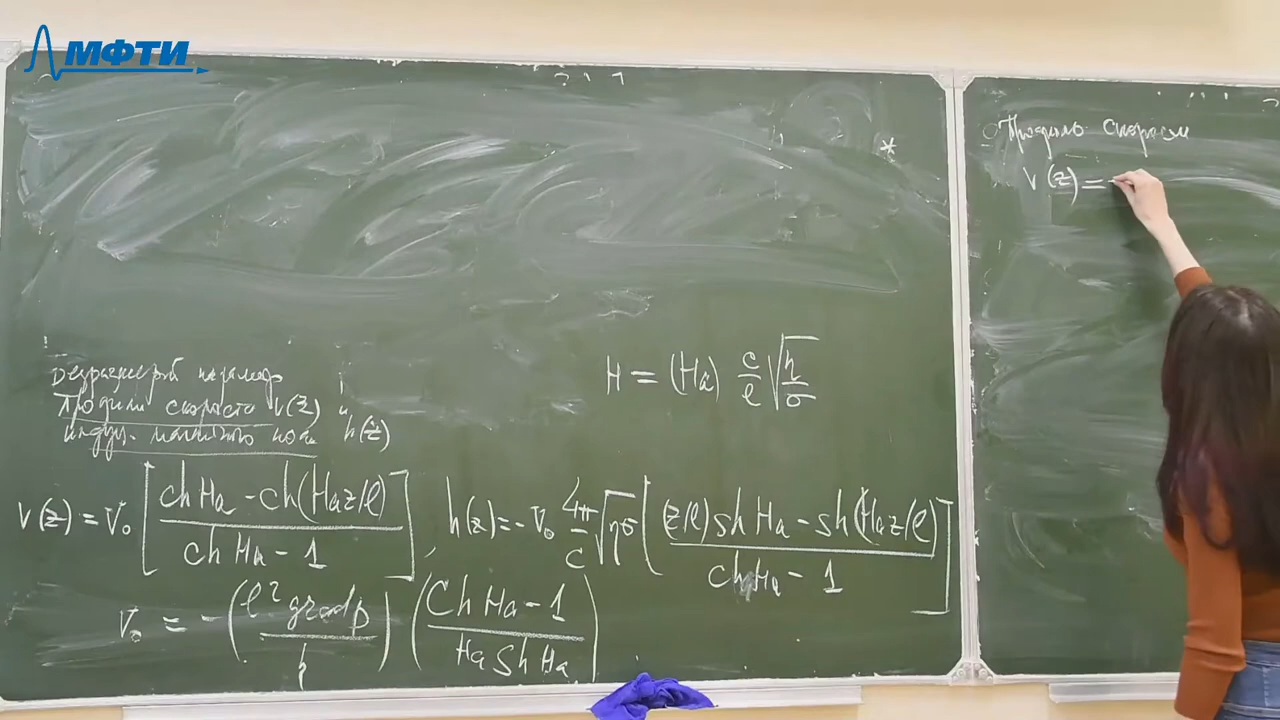 МФТИ
Безразмерный параметр
Профили скорости v(z) и
индук. магнитного поля h(z)
H = (Ha) c/l √(η/σ)
v(z) = v₀ [(ch Ha - ch(Ha z/l)) / (ch Ha - 1)],
h(z) = - v₀ 4π/c √(ησ) [((z/l) sh Ha - sh(Ha z/l)) / (ch Ha - 1)]
v₀ = -(l² grad p / η) ((ch Ha - 1) / (Ha sh Ha))
*
Профиль скорости
v(z) =